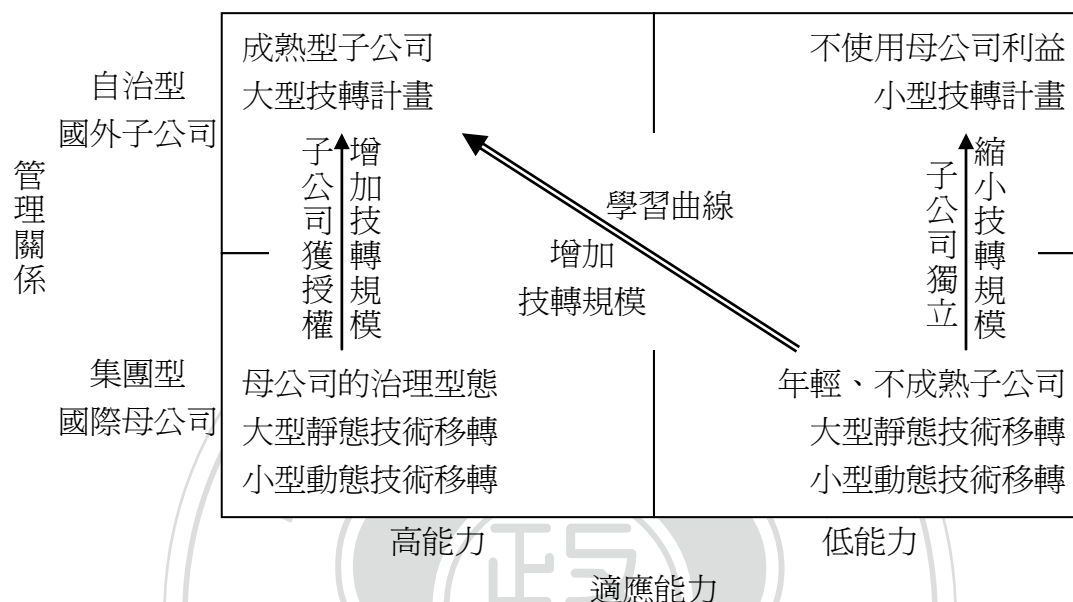 成熟型子公司
大型技轉計畫
不使用母公司利益
小型技轉計畫
自治型
國外子公司
管理關係
子公司獲授權
增加技轉規模
學習曲線
增加
技轉規模
子公司獨立
縮小技轉規模
集團型
國際母公司
母公司的治理型態
大型靜態技術移轉
小型動態技術移轉
年輕、不成熟子公司
大型靜態技術移轉
小型動態技術移轉
高能力
低能力
適應能力